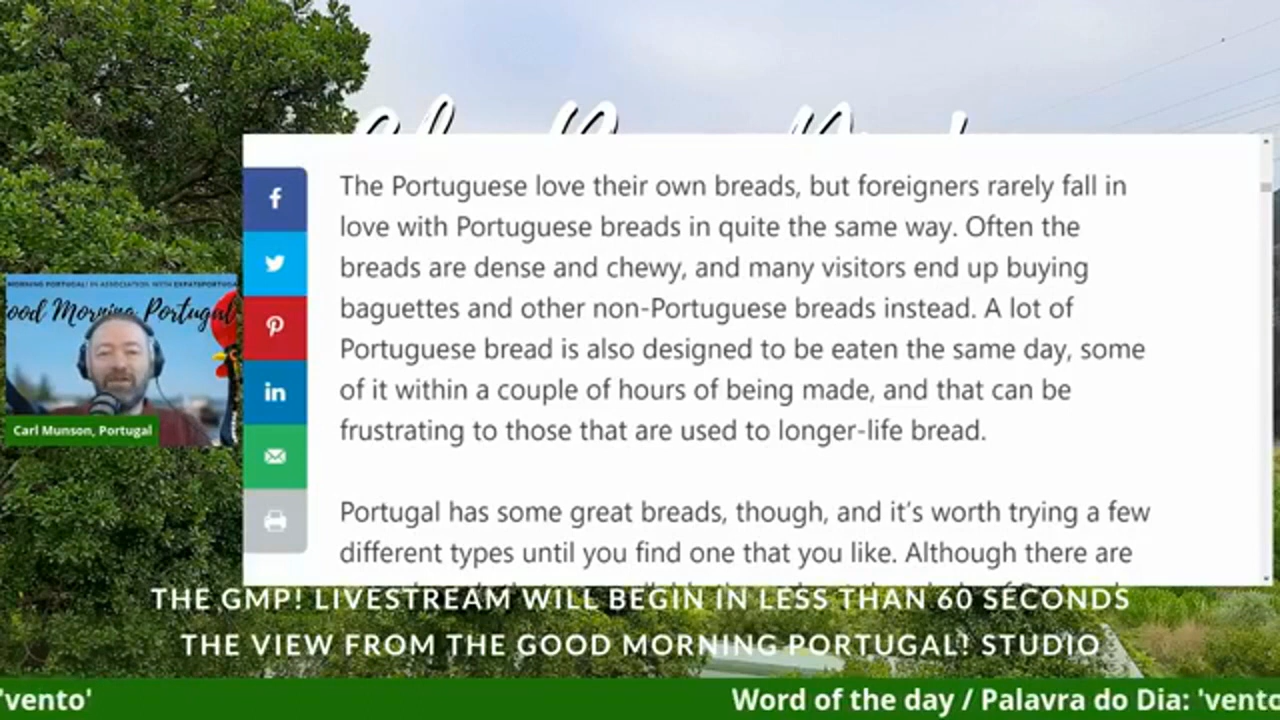 MORNING PORTUGAL! IN ASSOCIATION WITH
ood Morning Portugal
Carl Munson, Portugal
f
in
The Portuguese love their own breads, but foreigners rarely fall in
love with Portuguese breads in quite the same way. Often the
breads are dense and chewy, and many visitors end up buying
baguettes and other non-Portuguese breads instead. A lot of
Portuguese bread is also designed to be eaten the same day, some
of it within a couple of hours of being made, and that can be
frustrating to those that are used to longer-life bread.
Portugal has some great breads, though, and it's worth trying a few
different types until you find one that you like. Although there are
THE GMP! LIVESTREAM WILL BEGIN IN LESS THAN 60 SECONDS
THE VIEW FROM THE GOOD MORNING PORTUGAL! STUDIO
'vento' Word of the day / Palavra do Dia: 'vento